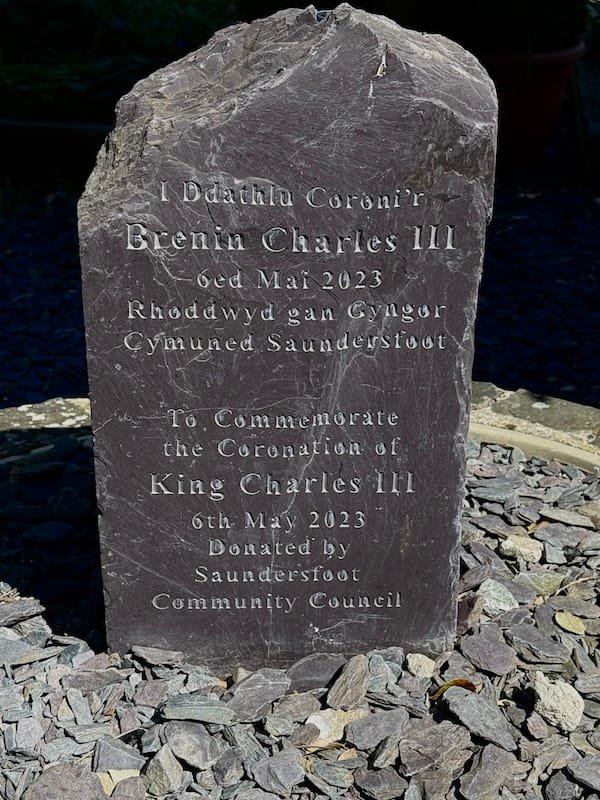 I Ddathlu Coroni'r
Brenin Charles III
6ed Mai 2023
Rhoddwyd gan Gyngor
Cymuned Saundersfoot
To Commemorate
the Coronation of
King Charles III
6th May 2023
Donated by
Saundersfoot
Community Council